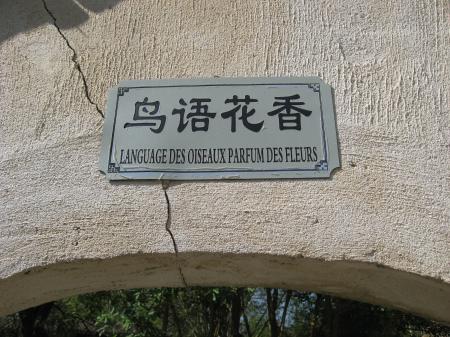 鸟语花香
LANGUAGE DES OISEAUX PARFUM DES FLEURS